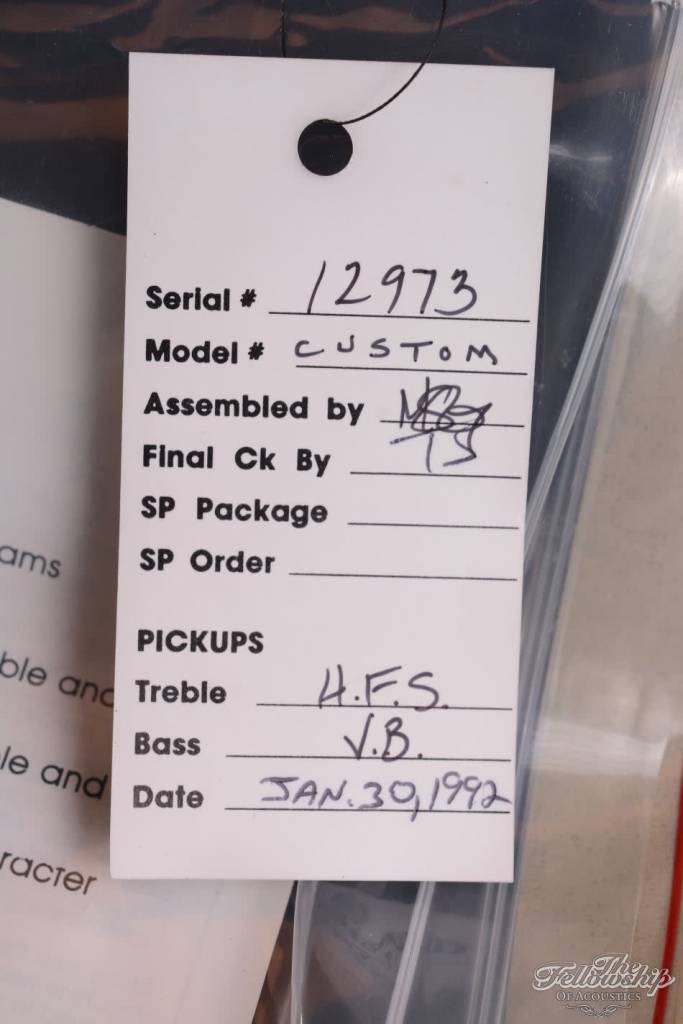 Serial # 12973
Model # CUSTOM
Assembled by
Final Ck By TJ
SP Package
SP Order
PICKUPS
Treble H.F.S.
Bass V.B.
Date JAN. 30, 1992
ams
ble and
le and
racter
The
Fellowship
OF ACOUSTICS